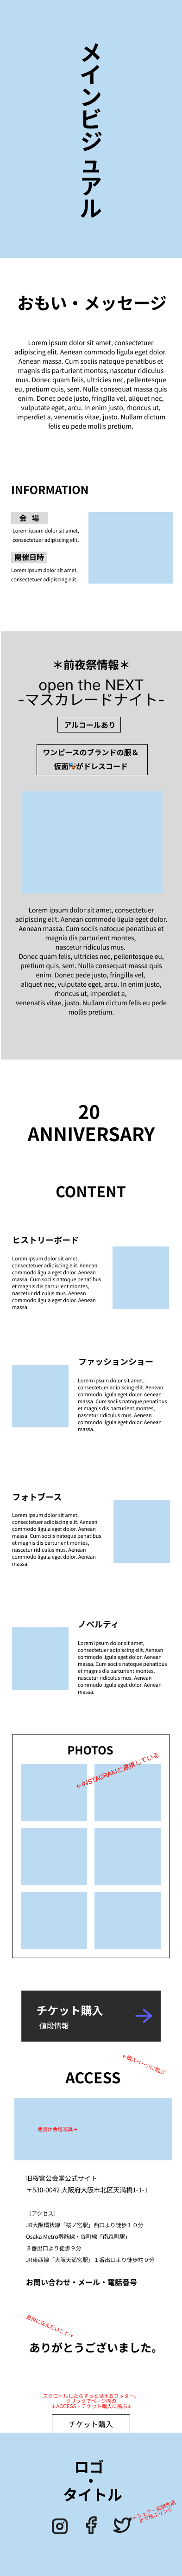 メインビジュアル
おもい・メッセージ
Lorem ipsum dolor sit amet, consectetuer
adipiscing elit. Aenean commodo ligula eget dolor.
Aenean massa. Cum sociis natoque penatibus
et magnis dis parturient montes, nascetur ridiculus
mus. Donec quam felis, ultricies nec, pellentesque
eu, pretium quis, sem. Nulla consequat massa quis
enim. Donec pede justo, fringilla vel, aliquet nec,
vulputate eget, arcu. In enim justo, rhoncus ut,
imperdiet a, venenatis vitae, justo. Nullam dictum
felis eu pede mollis pretium.
INFORMATION
会 場
Lorem ipsum dolor sit amet,
consectetuer adipiscing elit.
開催日時
Lorem ipsum dolor sit amet,
consectetuer adipiscing elit.
＊前夜祭情報＊
open the NEXT
-マスカレードナイト-
アルコールあり
ワンピースのブランドの服＆
仮面がドレスコード
Lorem ipsum dolor sit amet, consectetuer
adipiscing elit. Aenean commodo ligula eget dolor.
Aenean massa. Cum sociis natoque penatibus et
magnis dis parturient montes,
nascetur ridiculus mus.
Donec quam felis, ultricies nec, pellentesque eu,
pretium quis, sem. Nulla consequat massa quis
enim. Donec pede justo, fringilla vel,
aliquet nec, vulputate eget, arcu. In enim justo,
rhoncus ut, imperdiet a,
venenatis vitae, justo. Nullam dictum felis eu pede
mollis pretium.
20
ANNIVERSARY
CONTENT
ヒストリーボード
Lorem ipsum dolor sit amet,
consectetuer adipiscing elit. Aenean
commodo ligula eget dolor. Aenean
massa. Cum sociis natoque penatibus
et magnis dis parturient montes,
nascetur ridiculus mus. Aenean
commodo ligula eget dolor. Aenean
massa.
ファッションショー
Lorem ipsum dolor sit amet,
consectetuer adipiscing elit. Aenean
commodo ligula eget dolor. Aenean
massa. Cum sociis natoque penatibus
et magnis dis parturient montes,
nascetur ridiculus mus. Aenean
commodo ligula eget dolor. Aenean
massa.
フォトブース
Lorem ipsum dolor sit amet,
consectetuer adipiscing elit. Aenean
commodo ligula eget dolor. Aenean
massa. Cum sociis natoque penatibus
et magnis dis parturient montes,
nascetur ridiculus mus. Aenean
commodo ligula eget dolor. Aenean
massa.
ノベルティ
Lorem ipsum dolor sit amet,
consectetuer adipiscing elit. Aenean
commodo ligula eget dolor. Aenean
massa. Cum sociis natoque penatibus
et magnis dis parturient montes,
nascetur ridiculus mus. Aenean
commodo ligula eget dolor. Aenean
massa.
PHOTOS
←INSTAGRAMと連携している
チケット購入
値段情報
←購入ページに飛ぶ
ACCESS
地図か会場写真→
旧桜宮公会堂公式サイト
〒530-0042 大阪府大阪市北区天満橋1-1-1
［アクセス］
JR大阪環状線「桜ノ宮駅」西口より徒歩１０分
Osaka Metro堺筋線・谷町線「南森町駅」
３番出口より徒歩９分
JR東西線「大阪天満宮駅」１番出口より徒歩約９分
お問い合わせ・メール・電話番号
最後に伝えたいこと→
ありがとうございました。
スクロールしたらずっと見えるフッター。
クリックでページ内の
↓ACCESS・チケット購入に飛ぶ↓
チケット購入
ロゴ
・
タイトル